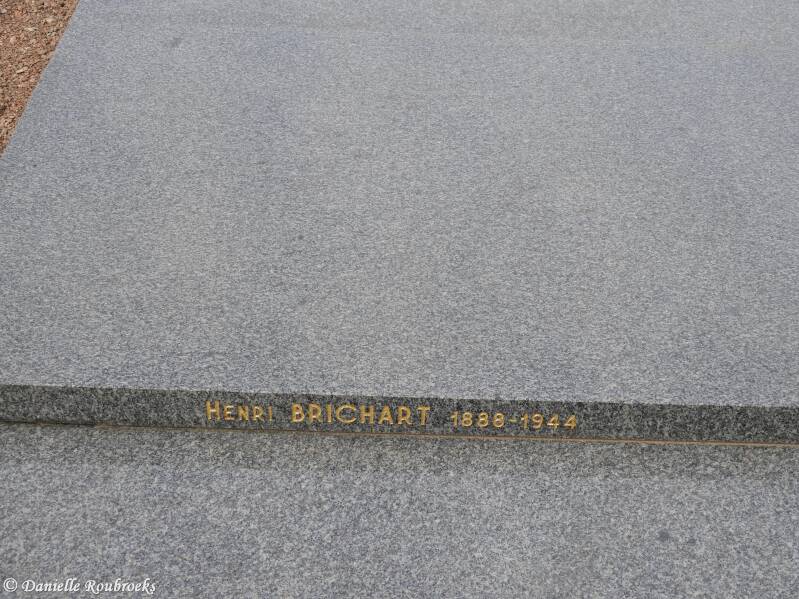 HENRI BRICHART 1888-1944
© Danielle Roubroeks